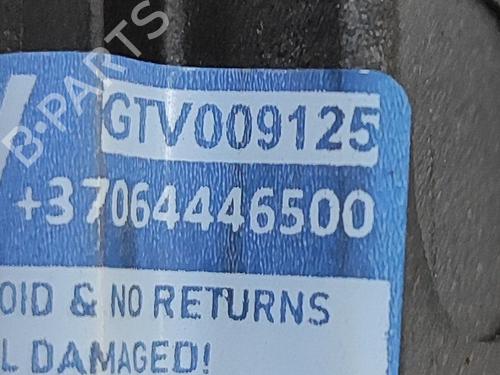 B-PARTS
GTV009125
+37064446500
OID & NO RETURNS
L DAMAGED!